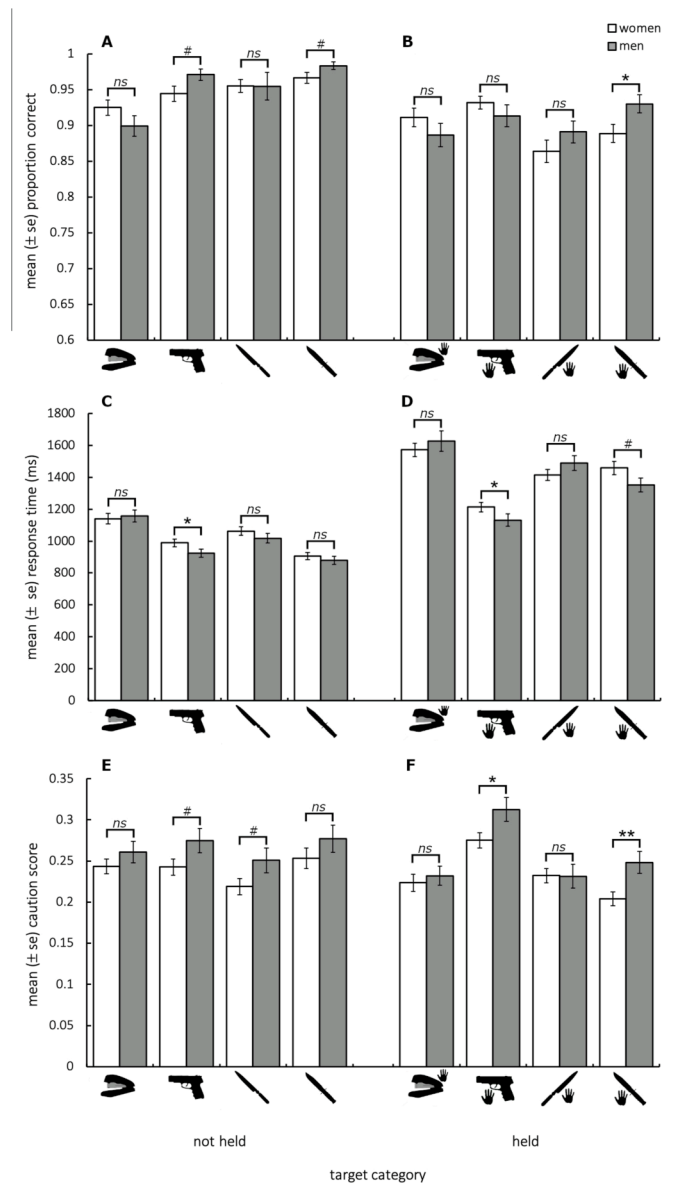 women
men
A
B
mean (± se) proportion correct
1
0.95
0.9
0.85
0.8
0.75
0.7
0.65
0.6
ns
#
ns
#
ns
ns
ns
*
C
D
mean (± se) response time (ms)
1800
1600
1400
1200
1000
800
600
400
200
0
ns
*
ns
ns
ns
*
ns
#
E
F
mean (± se) caution score
0.35
0.3
0.25
0.2
0.15
0.1
0.05
0
ns
#
#
ns
ns
*
ns
**
not held
held
target category